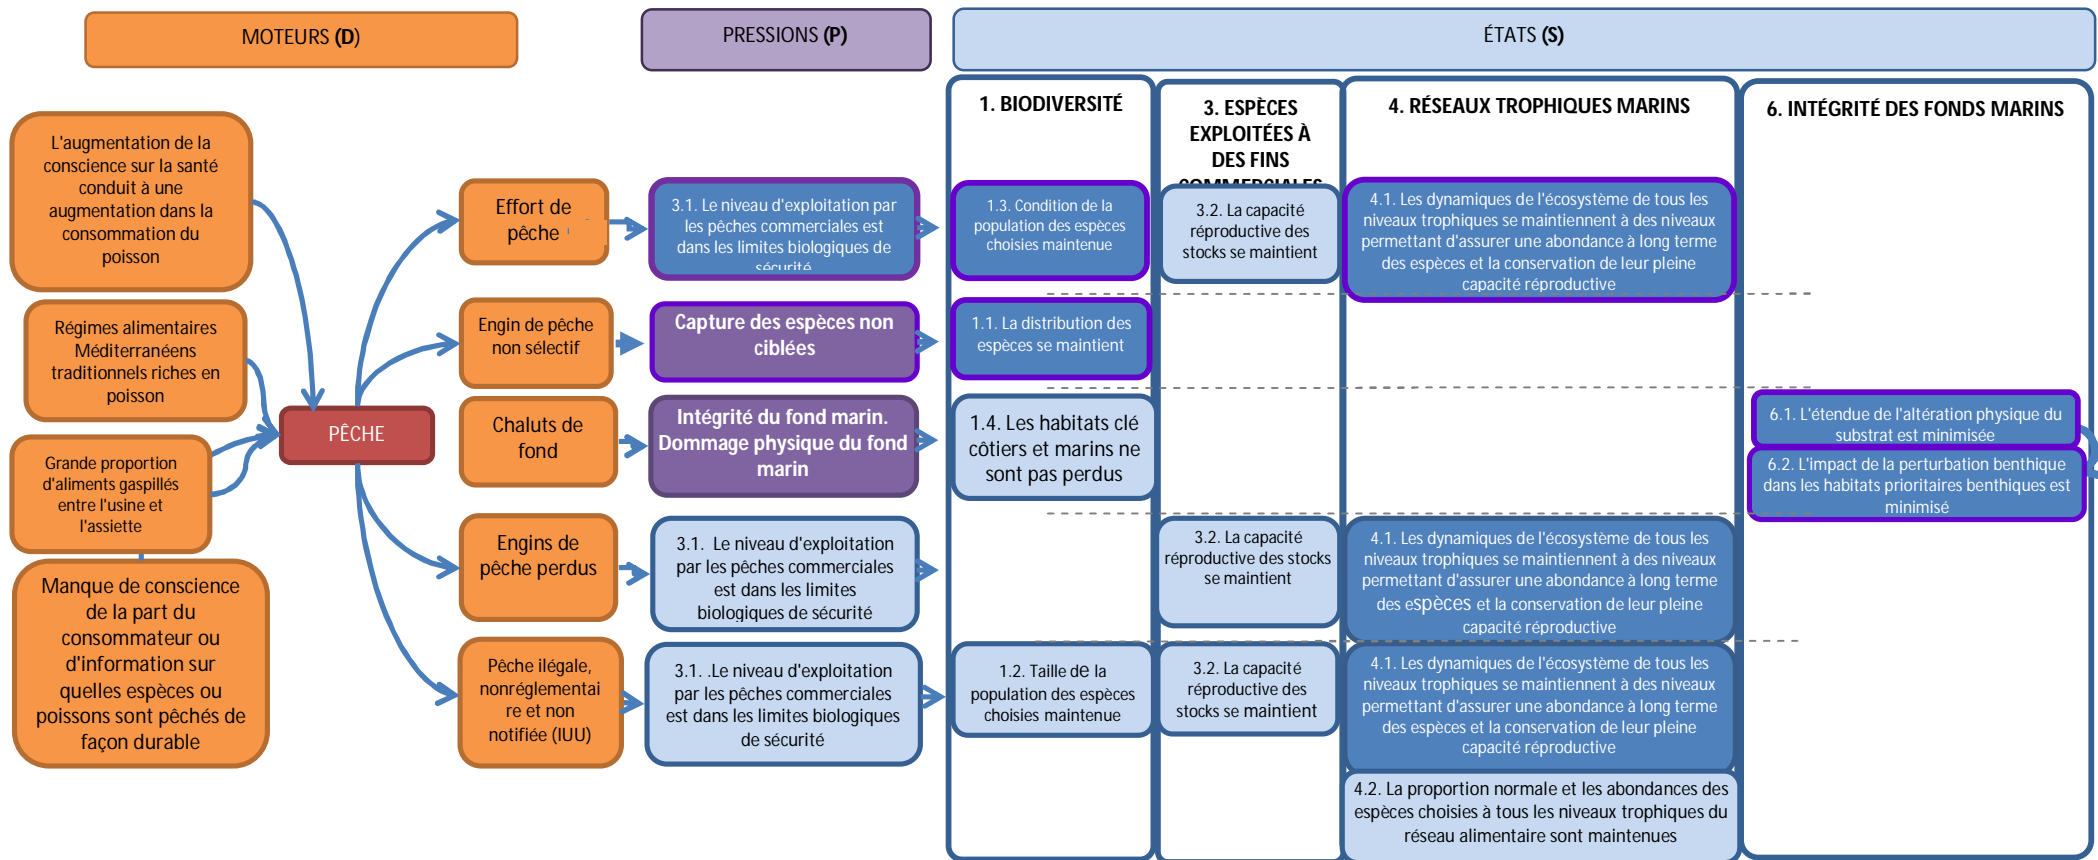 MOTEURS (D)
PRESSIONS (P)
ÉTATS (S)
1. BIODIVERSITÉ
3. ESPÈCES
EXPLOITÉES À
DES FINS
COMMERCIALES
4. RÉSEAUX TROPHIQUES MARINS
6. INTÉGRITÉ DES FONDS MARINS
L'augmentation de la
conscience sur la santé
conduit à une
augmentation dans la
consommation du
poisson
Régimes alimentaires
Méditerranéens
traditionnels riches en
poisson
Grande proportion
d'aliments gaspillés
entre l'usine et
l'assiette
Manque de conscience
de la part du
consommateur ou
d'information sur
quelles espèces ou
poissons sont pêchés de
façon durable
PÊCHE
Effort de
pêche
3.1. Le niveau d'exploitation par
les pêches commerciales est
dans les limites biologiques de
sécurité
1.3. Condition de la
population des espèces
choisies maintenue
3.2. La capacité
réproductive des
stocks se maintient
4.1. Les dynamiques de l'écosystème de tous les
niveaux trophiques se maintiennent à des niveaux
permettant d'assurer une abondance à long terme
des espèces et la conservation de leur pleine
capacité réproductive
Engin de pêche
non sélectif
Capture des espèces non
ciblées
1.1. La distribution des
espèces se maintient
Chaluts de
fond
Intégrité du fond marin.
Dommage physique du fond
marin
1.4. Les habitats clé
côtiers et marins ne
sont pas perdus
6.1. L'étendue de l'altération physique du
substrat est minimisée
6.2. L'impact de la perturbation benthique
dans les habitats prioritaires benthiques est
minimisé
Engins de
pêche perdus
3.1. Le niveau d'exploitation
par les pêches commerciales
est dans les limites
biologiques de sécurité
3.2. La capacité
réproductive des stocks
se maintient
4.1. Les dynamiques de l'écosystème de tous les
niveaux trophiques se maintiennent à des niveaux
permettant d'assurer une abondance à long terme
des espèces et la conservation de leur pleine
capacité réproductive
Pêche ilégale,
nonréglementai
re et non
notifiée (IUU)
3.1. .Le niveau d'exploitation
par les pêches commerciales
est dans les limites biologiques
de sécurité
1.2. Taille de la
population des espèces
choisies maintenue
3.2. La capacité
réproductive des
stocks se maintient
4.1. Les dynamiques de l'écosystème de tous les
niveaux trophiques se maintiennent à des niveaux
permettant d'assurer une abondance à long terme
des espèces et la conservation de leur pleine
capacité réproductive
4.2. La proportion normale et les abondances des
espèces choisies à tous les niveaux trophiques du
réseau alimentaire sont maintenues